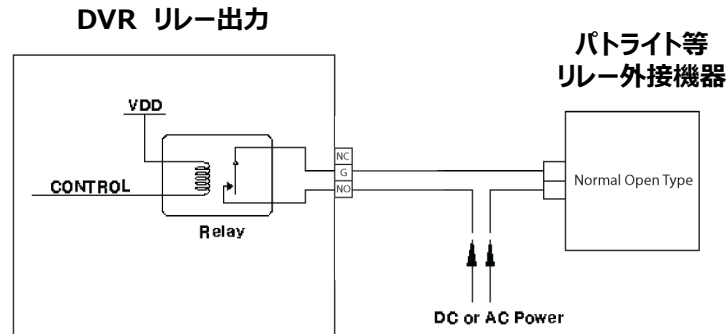 DVR リレー出力
パトライト等
リレー外接機器
VDD
CONTROL
Relay
NC
G
NO
Normal Open Type
DC or AC Power